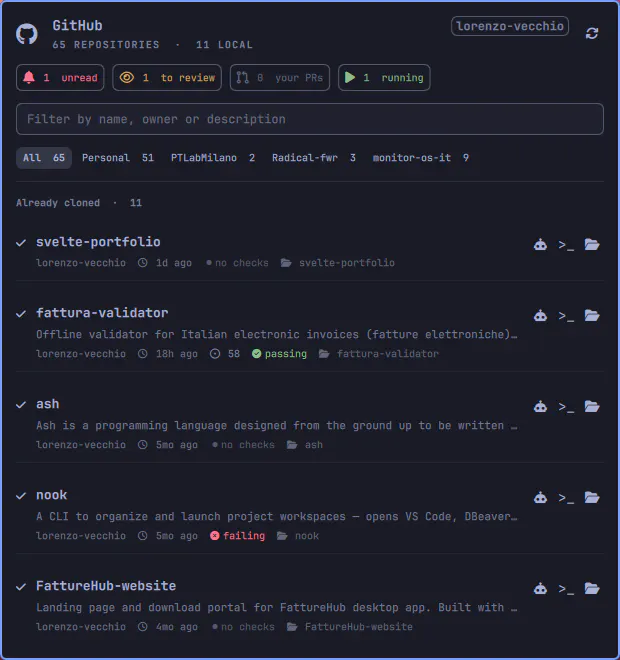 GitHub
65 REPOSITORIES · 11 LOCAL
lorenzo-vecchio
1 unread
1 to review
0 your PRs
1 running
Filter by name, owner or description
All 65 Personal 51 PTLabMilano 2 Radical-fwr 3 monitor-os-it 9
Already cloned · 11
svelte-portfolio
lorenzo-vecchio 1d ago no checks svelte-portfolio
fattura-validator
Offline validator for Italian electronic invoices (fatture elettroniche)…
lorenzo-vecchio 18h ago 58 passing fattura-validator
ash
Ash is a programming language designed from the ground up to be written …
lorenzo-vecchio 5mo ago no checks ash
nook
A CLI to organize and launch project workspaces — opens VS Code, DBeaver…
lorenzo-vecchio 5mo ago failing nook
FattureHub-website
Landing page and download portal for FattureHub desktop app. Built with …
lorenzo-vecchio 4mo ago no checks FattureHub-website